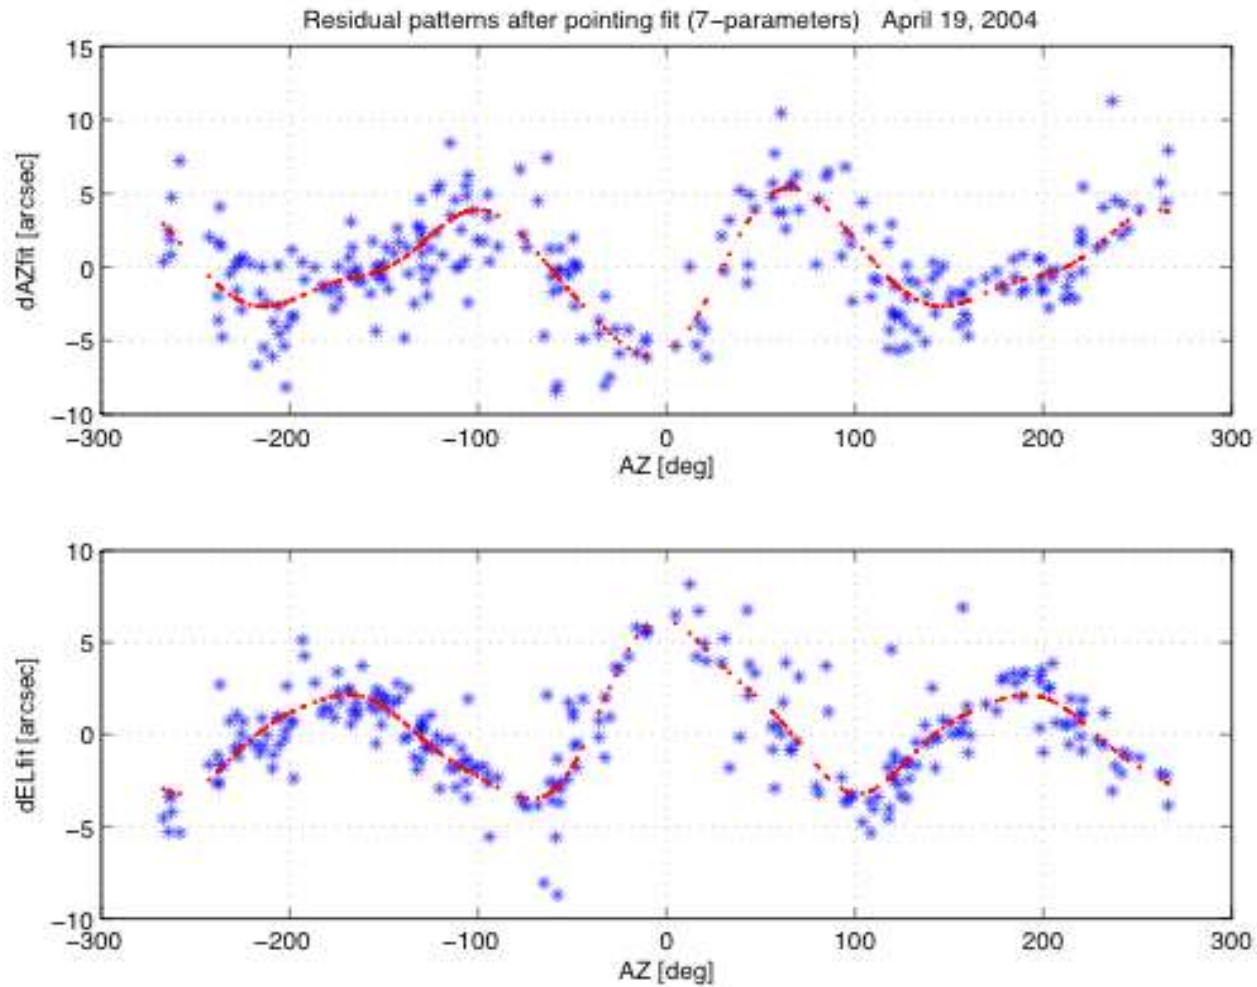 Residual patterns after pointing fit (7−parameters) April 19, 2004
15
10
5
0
−5
−10
dAZfit [arcsec]
−300 −200 −100 0 100 200 300
AZ [deg]
10
5
0
−5
−10
dELfit [arcsec]
−300 −200 −100 0 100 200 300
AZ [deg]